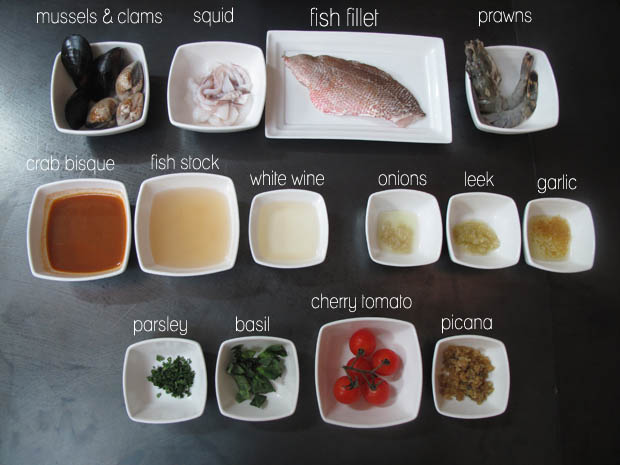 mussels & clams
squid
fish fillet
prawns
crab bisque
fish stock
white wine
onions
leek
garlic
parsley
basil
cherry tomato
picana